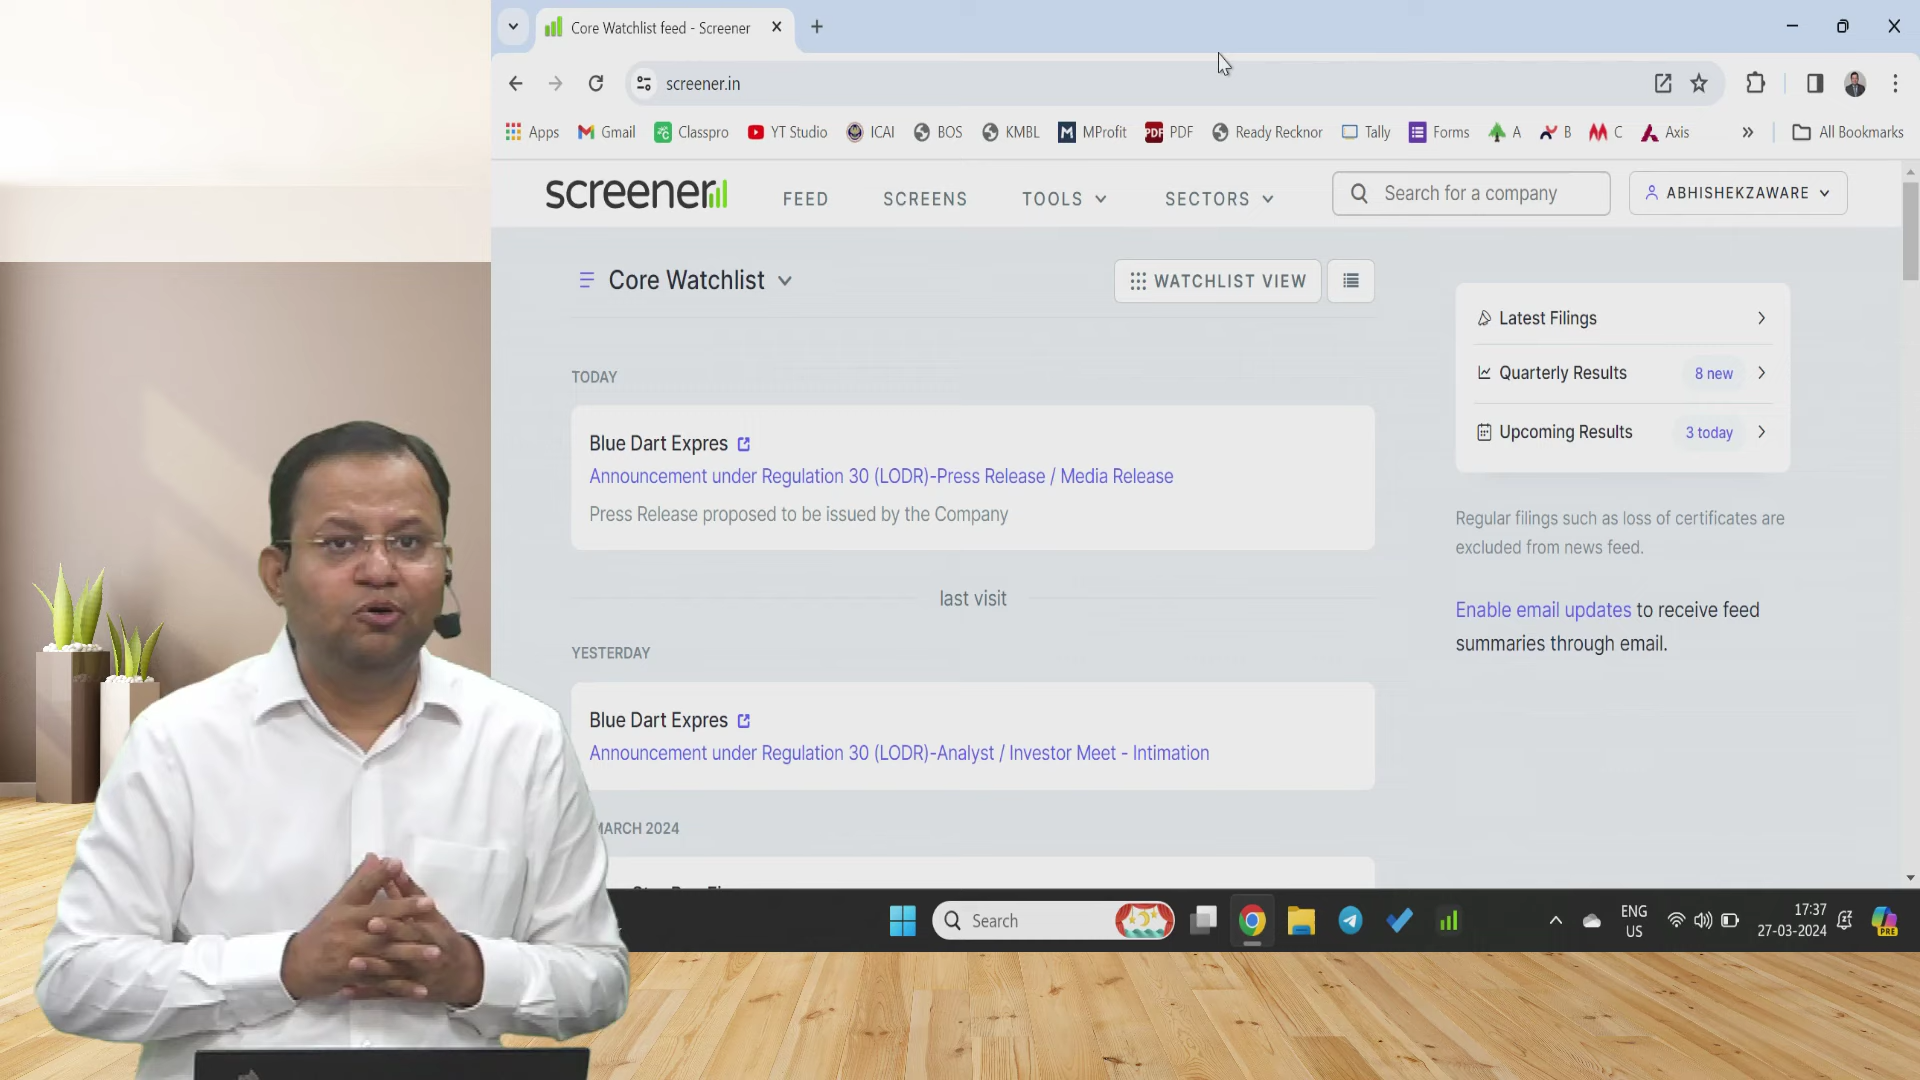 Core Watchlist feed - Screener
screener.in
Apps Gmail Classpro YT Studio ICAI BOS KMBL MProfit PDF PDF Ready Recknor Tally Forms A B C Axis » All Bookmarks
screener FEED SCREENS TOOLS SECTORS Search for a company ABHISHEKZAWARE
Core Watchlist WATCHLIST VIEW
TODAY
Blue Dart Expres
Announcement under Regulation 30 (LODR)-Press Release / Media Release
Press Release proposed to be issued by the Company
last visit
YESTERDAY
Blue Dart Expres
Announcement under Regulation 30 (LODR)-Analyst / Investor Meet - Intimation
MARCH 2024
Latest Filings
Quarterly Results 8 new
Upcoming Results 3 today
Regular filings such as loss of certificates are
excluded from news feed.
Enable email updates to receive feed
summaries through email.
Search
ENG
US
17:37
27-03-2024
PRE